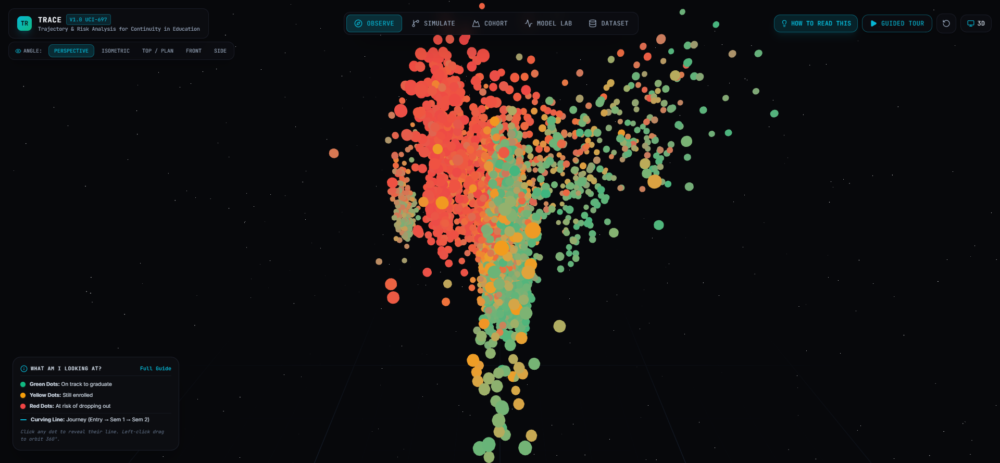 TR
TRACE
V1.0 UCI-697
Trajectory & Risk Analysis for Continuity in Education
OBSERVE
SIMULATE
COHORT
MODEL LAB
DATASET
HOW TO READ THIS
GUIDED TOUR
3D
ANGLE:
PERSPECTIVE
ISOMETRIC
TOP / PLAN
FRONT
SIDE
WHAT AM I LOOKING AT?
Full Guide
Green Dots: On track to graduate
Yellow Dots: Still enrolled
Red Dots: At risk of dropping out
Curving Line: Journey (Entry → Sem 1 → Sem 2)
Click any dot to reveal their line. Left-click drag
to orbit 360°.